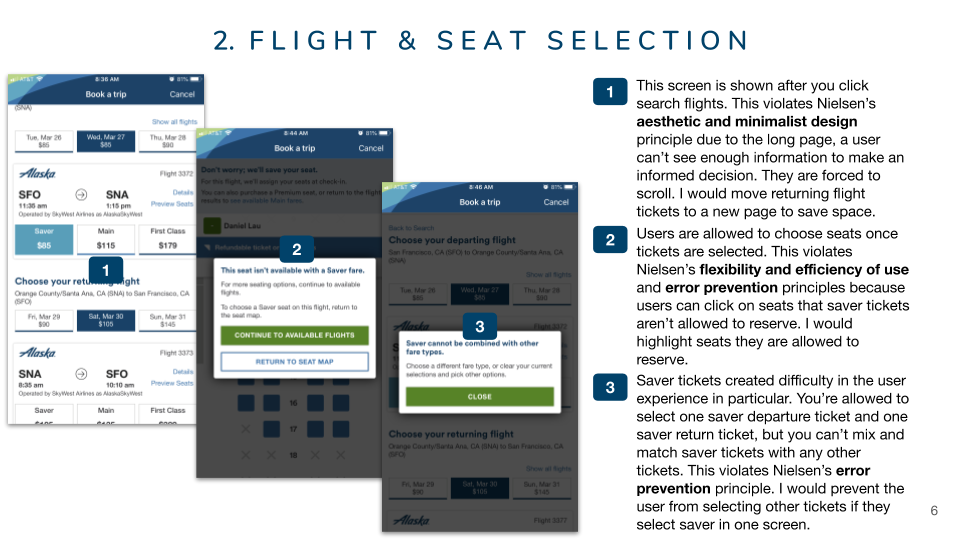 2. FLIGHT & SEAT SELECTION
AT&T 8:36 AM 81%
Book a trip Cancel
(SNA)
Show all flights
Tue, Mar 26 Wed, Mar 27 Thu, Mar 28
$85 $85 $90
Alaska Flight 3372
SFO SNA Details
11:35 am 1:15 pm Preview Seats
Operated by SkyWest Airlines as AlaskaSkyWest
Saver Main First Class
$85 $115 $179
1
Choose your returning flight
Orange County/Santa Ana, CA (SNA) to San Francisco, CA
(SFO)
Fri, Mar 29 Sat, Mar 30 Sun, Mar 31
$90 $105 $145
Alaska Flight 3373
SNA SFO Details
8:35 am 10:10 am Preview Seats
Operated by SkyWest Airlines as AlaskaSkyWest
Saver Main First Class
AT&T 8:44 AM 81%
Book a trip Cancel
Don't worry; we'll save your seat.
For this flight, we'll assign your seats at check-in.
You can also purchase a Premium seat, or return to the flight
results to see available Main fares.
Daniel Lau
Refundable ticket
2
This seat isn't available with a Saver fare.
For more seating options, continue to available
flights.
To choose a Saver seat on this flight, return to
the seat map.
CONTINUE TO AVAILABLE FLIGHTS
RETURN TO SEAT MAP
16
17
18
AT&T 8:46 AM 81%
Book a trip Cancel
Back to Search
Choose your departing flight
San Francisco, CA (SFO) to Orange County/Santa Ana, CA
(SNA)
Show all flights
Tue, Mar 26 Wed, Mar 27 Thu, Mar 28
$85 $85 $90
3
Saver cannot be combined with other
fare types.
Choose a different fare type, or clear your current
selections and pick other options.
CLOSE
Choose your returning flight
Orange County/Santa Ana, CA (SNA) to San Francisco, CA
(SFO)
Show all flights
Fri, Mar 29 Sat, Mar 30 Sun, Mar 31
$90 $105 $145
Alaska Flight 3377
1
This screen is shown after you click
search flights. This violates Nielsen's
aesthetic and minimalist design
principle due to the long page, a user
can't see enough information to make an
informed decision. They are forced to
scroll. I would move returning flight
tickets to a new page to save space.
2
Users are allowed to choose seats once
tickets are selected. This violates
Nielsen's flexibility and efficiency of use
and error prevention principles because
users can click on seats that saver tickets
aren't allowed to reserve. I would
highlight seats they are allowed to
reserve.
3
Saver tickets created difficulty in the user
experience in particular. You're allowed to
select one saver departure ticket and one
saver return ticket, but you can't mix and
match saver tickets with any other
tickets. This violates Nielsen's error
prevention principle. I would prevent the
user from selecting other tickets if they
select saver in one screen.
6